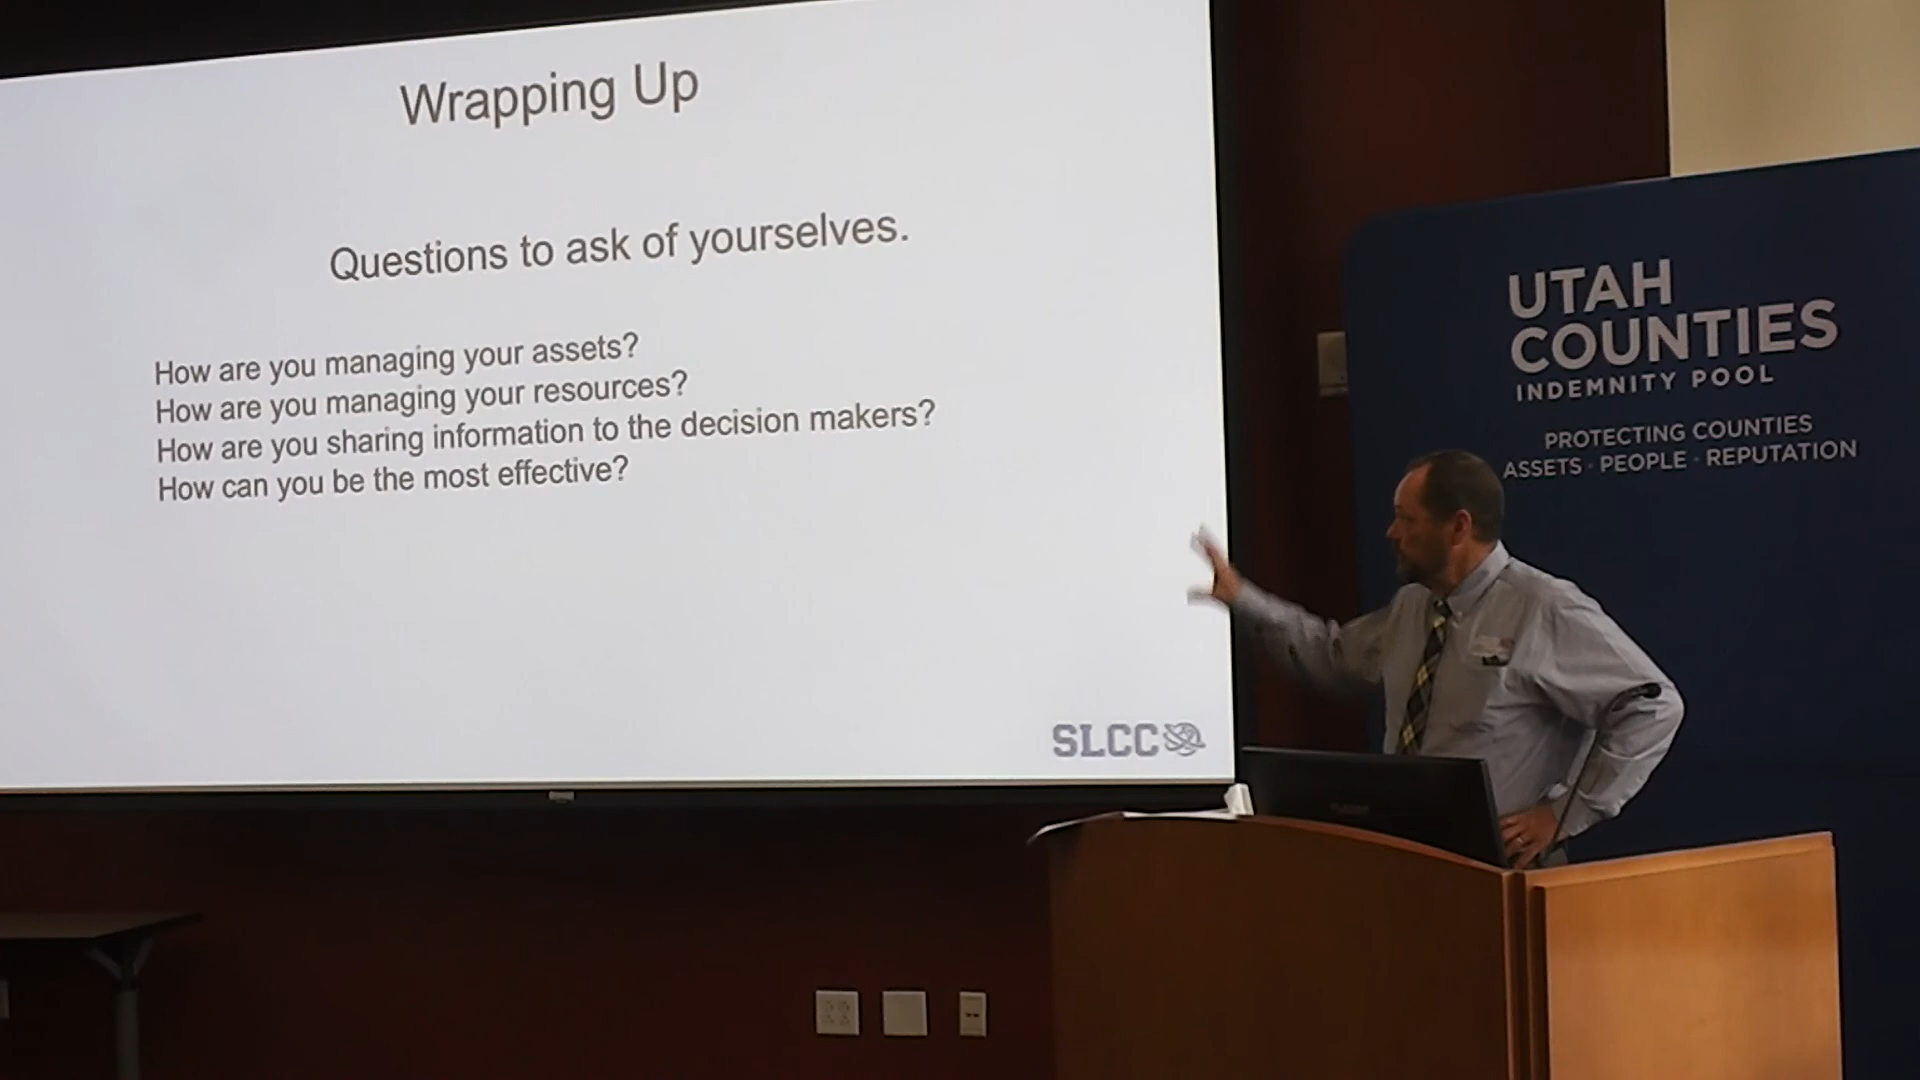 Wrapping Up
Questions to ask of yourselves.
How are you managing your assets?
How are you managing your resources?
How are you sharing information to the decision makers?
How can you be the most effective?
SLCC
UTAH
COUNTIES
INDEMNITY POOL
PROTECTING COUNTIES
ASSETS · PEOPLE · REPUTATION